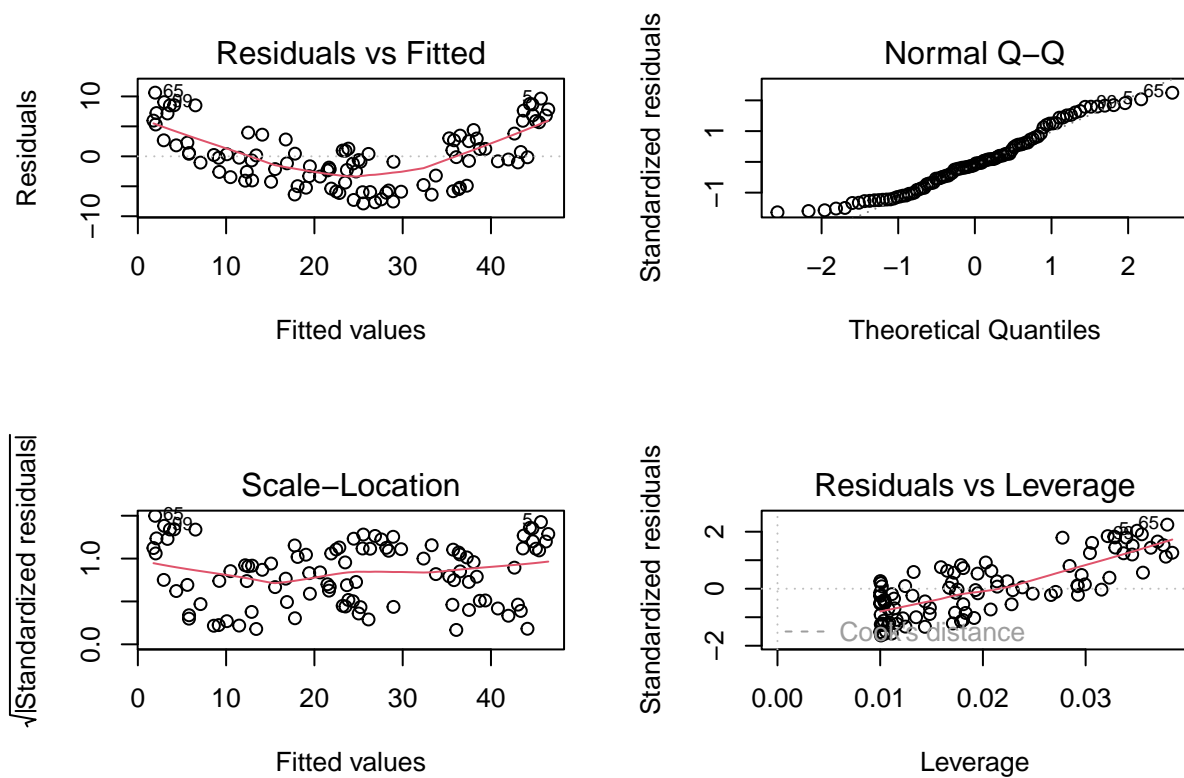 Residuals vs Fitted
Residuals
10
0
−10
65
5
0
10
20
30
40
Fitted values
Normal Q−Q
Standardized residuals
1
−1
5
65
−2
−1
0
1
2
Theoretical Quantiles
Scale−Location
√|Standardized residuals|
1.0
0.0
65
5
0
10
20
30
40
Fitted values
Residuals vs Leverage
Standardized residuals
2
0
−2
5
65
Cook's distance
0.00
0.01
0.02
0.03
Leverage